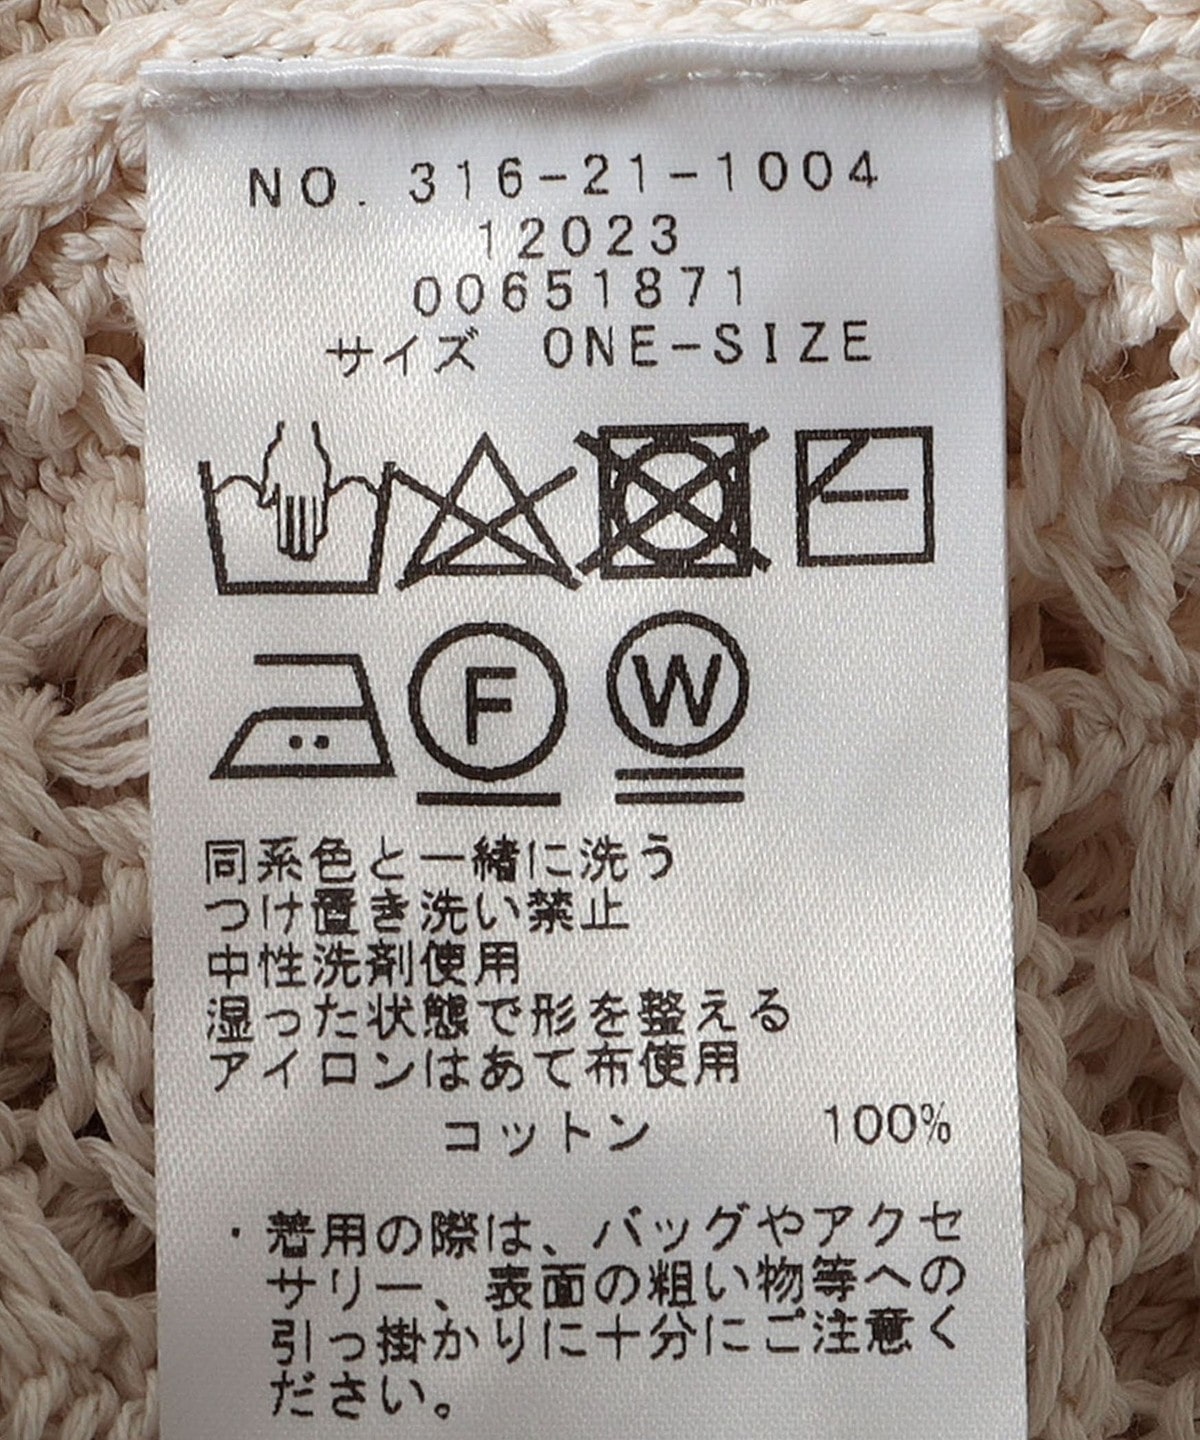 NO. 316-21-1004
12023
00651871
サイズ ONE-SIZE
F W
同系色と一緒に洗う
つけ置き洗い禁止
中性洗剤使用
湿った状態で形を整える
アイロンはあて布使用
コットン 100%
・着用の際は、バッグやアクセ
サリー、表面の粗い物等への
引っ掛かりに十分にご注意く
ださい。